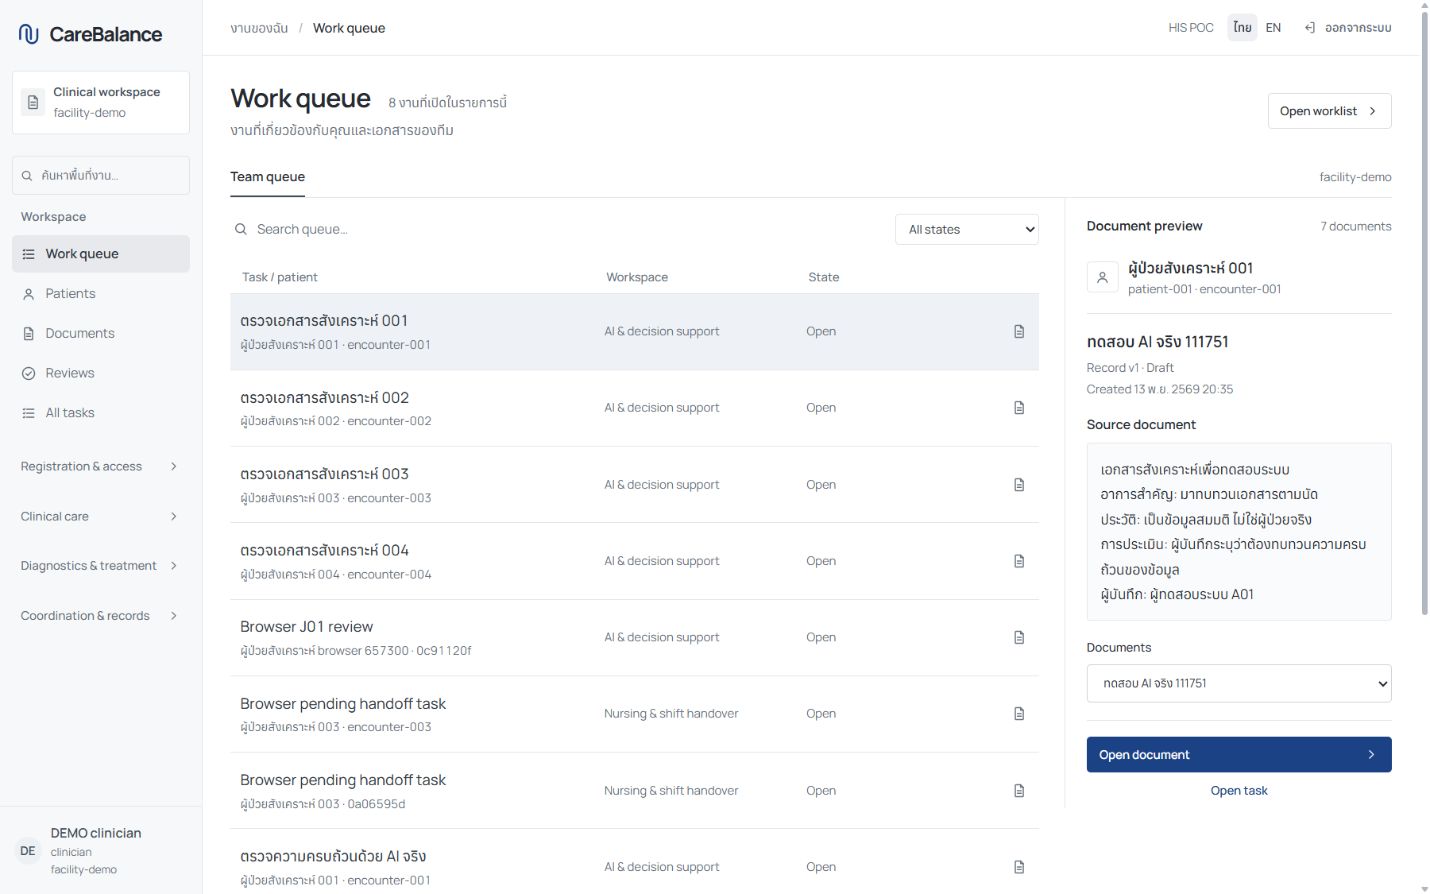 CareBalance
Clinical workspace
facility-demo
ค้นหาพื้นที่งาน...
Workspace
Work queue
Patients
Documents
Reviews
All tasks
Registration & access
Clinical care
Diagnostics & treatment
Coordination & records
DE
DEMO clinician
clinician
facility-demo
งานของฉัน / Work queue
HIS POC ไทย EN ออกจากระบบ
Work queue 8 งานที่เปิดในรายการนี้
งานที่เกี่ยวข้องกับคุณและเอกสารของทีม
Open worklist
Team queue
facility-demo
Search queue...
All states
Task / patient Workspace State
ตรวจเอกสารสังเคราะห์ 001
ผู้ป่วยสังเคราะห์ 001 · encounter-001
AI & decision support Open
ตรวจเอกสารสังเคราะห์ 002
ผู้ป่วยสังเคราะห์ 002 · encounter-002
AI & decision support Open
ตรวจเอกสารสังเคราะห์ 003
ผู้ป่วยสังเคราะห์ 003 · encounter-003
AI & decision support Open
ตรวจเอกสารสังเคราะห์ 004
ผู้ป่วยสังเคราะห์ 004 · encounter-004
AI & decision support Open
Browser J01 review
ผู้ป่วยสังเคราะห์ browser 657300 · 0c91120f
AI & decision support Open
Browser pending handoff task
ผู้ป่วยสังเคราะห์ 003 · encounter-003
Nursing & shift handover Open
Browser pending handoff task
ผู้ป่วยสังเคราะห์ 003 · 0a06595d
Nursing & shift handover Open
ตรวจความครบถ้วนด้วย AI จริง
ผู้ป่วยสังเคราะห์ 001 · encounter-001
AI & decision support Open
Document preview 7 documents
ผู้ป่วยสังเคราะห์ 001
patient-001 · encounter-001
ทดสอบ AI จริง 111751
Record v1 · Draft
Created 13 พ.ย. 2569 20:35
Source document
เอกสารสังเคราะห์เพื่อทดสอบระบบ
อาการสำคัญ: มาทบทวนเอกสารตามนัด
ประวัติ: เป็นข้อมูลสมมติ ไม่ใช่ผู้ป่วยจริง
การประเมิน: ผู้บันทึกระบุว่าต้องทบทวนความครบ
ถ้วนของข้อมูล
ผู้บันทึก: ผู้ทดสอบระบบ A01
Documents
ทดสอบ AI จริง 111751
Open document
Open task